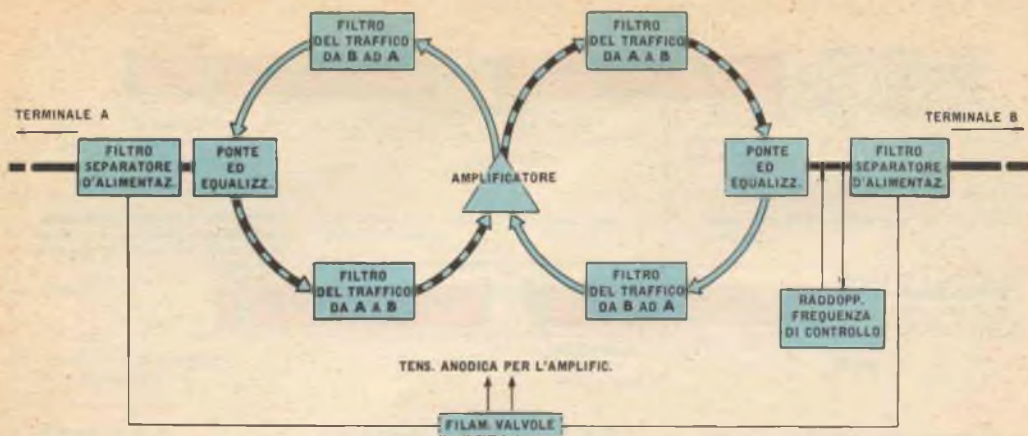 FILTRO
DEL TRAFFICO
DA B AD A
FILTRO
DEL TRAFFICO
DA A A B
TERMINALE A
TERMINALE B
FILTRO
SEPARATORE
D'ALIMENTAZ.
PONTE
ED
EQUALIZZ.
AMPLIFICATORE
PONTE
ED
EQUALIZZ.
FILTRO
SEPARATORE
D'ALIMENTAZ.
FILTRO
DEL TRAFFICO
DA A A B
FILTRO
DEL TRAFFICO
DA B AD A
RADDOPP.
FREQUENZA
DI CONTROLLO
TENS. ANODICA PER L'AMPLIFIC.
FILAM. VALVOLE